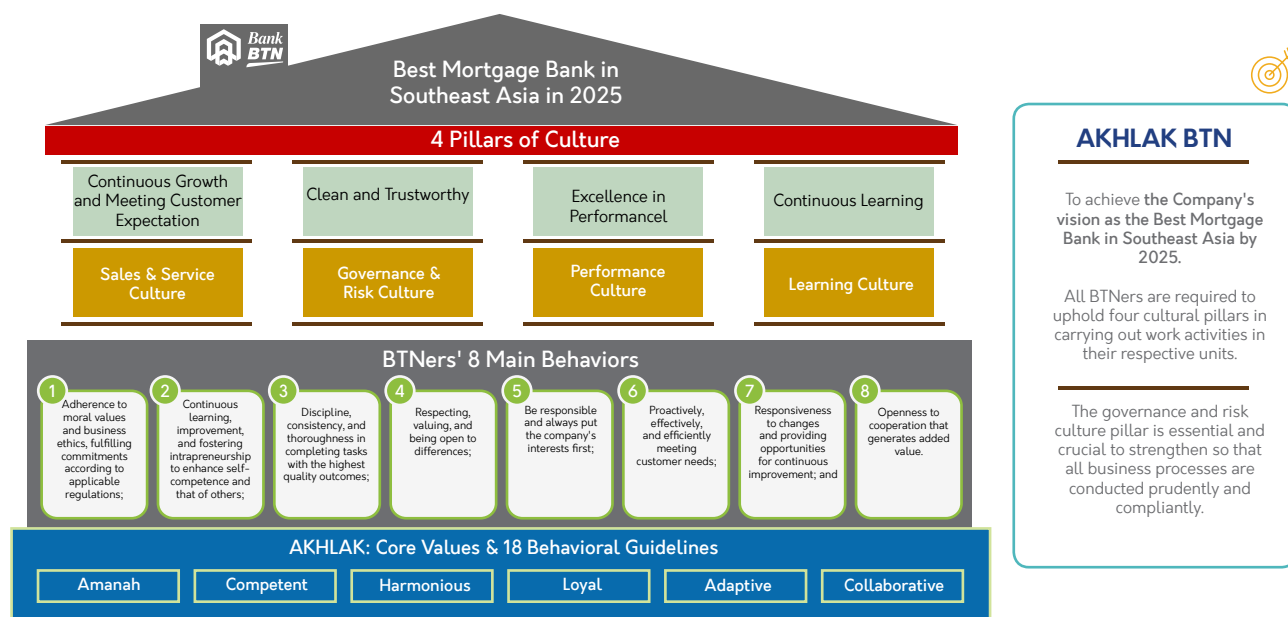 Bank
BTN
Best Mortgage Bank in
Southeast Asia in 2025
4 Pillars of Culture
Continuous Growth
and Meeting Customer
Expectation
Clean and Trustworthy
Excellence in
Performancel
Continuous Learning
Sales & Service
Culture
Governance &
Risk Culture
Performance
Culture
Learning Culture
BTNers' 8 Main Behaviors
1
Adherence to
moral values
and business
ethics, fulfilling
commitments
according to
applicable
regulations;
2
Continuous
learning,
improvement,
and fostering
intrapreneurship
to enhance self-
competence and
that of others;
3
Discipline,
consistency, and
thoroughness in
completing tasks
with the highest
quality outcomes;
4
Respecting,
valuing, and
being open to
differences;
5
Be responsible
and always put
the company's
interests first;
6
Proactively,
effectively,
and efficiently
meeting
customer needs;
7
Responsiveness
to changes
and providing
opportunities
for continuous
improvement; and
8
Openness to
cooperation that
generates added
value.
AKHLAK: Core Values & 18 Behavioral Guidelines
Amanah
Competent
Harmonious
Loyal
Adaptive
Collaborative
AKHLAK BTN
To achieve the Company's
vision as the Best Mortgage
Bank in Southeast Asia by
2025.
All BTNers are required to
uphold four cultural pillars in
carrying out work activities in
their respective units.
The governance and risk
culture pillar is essential and
crucial to strengthen so that
all business processes are
conducted prudently and
compliantly.